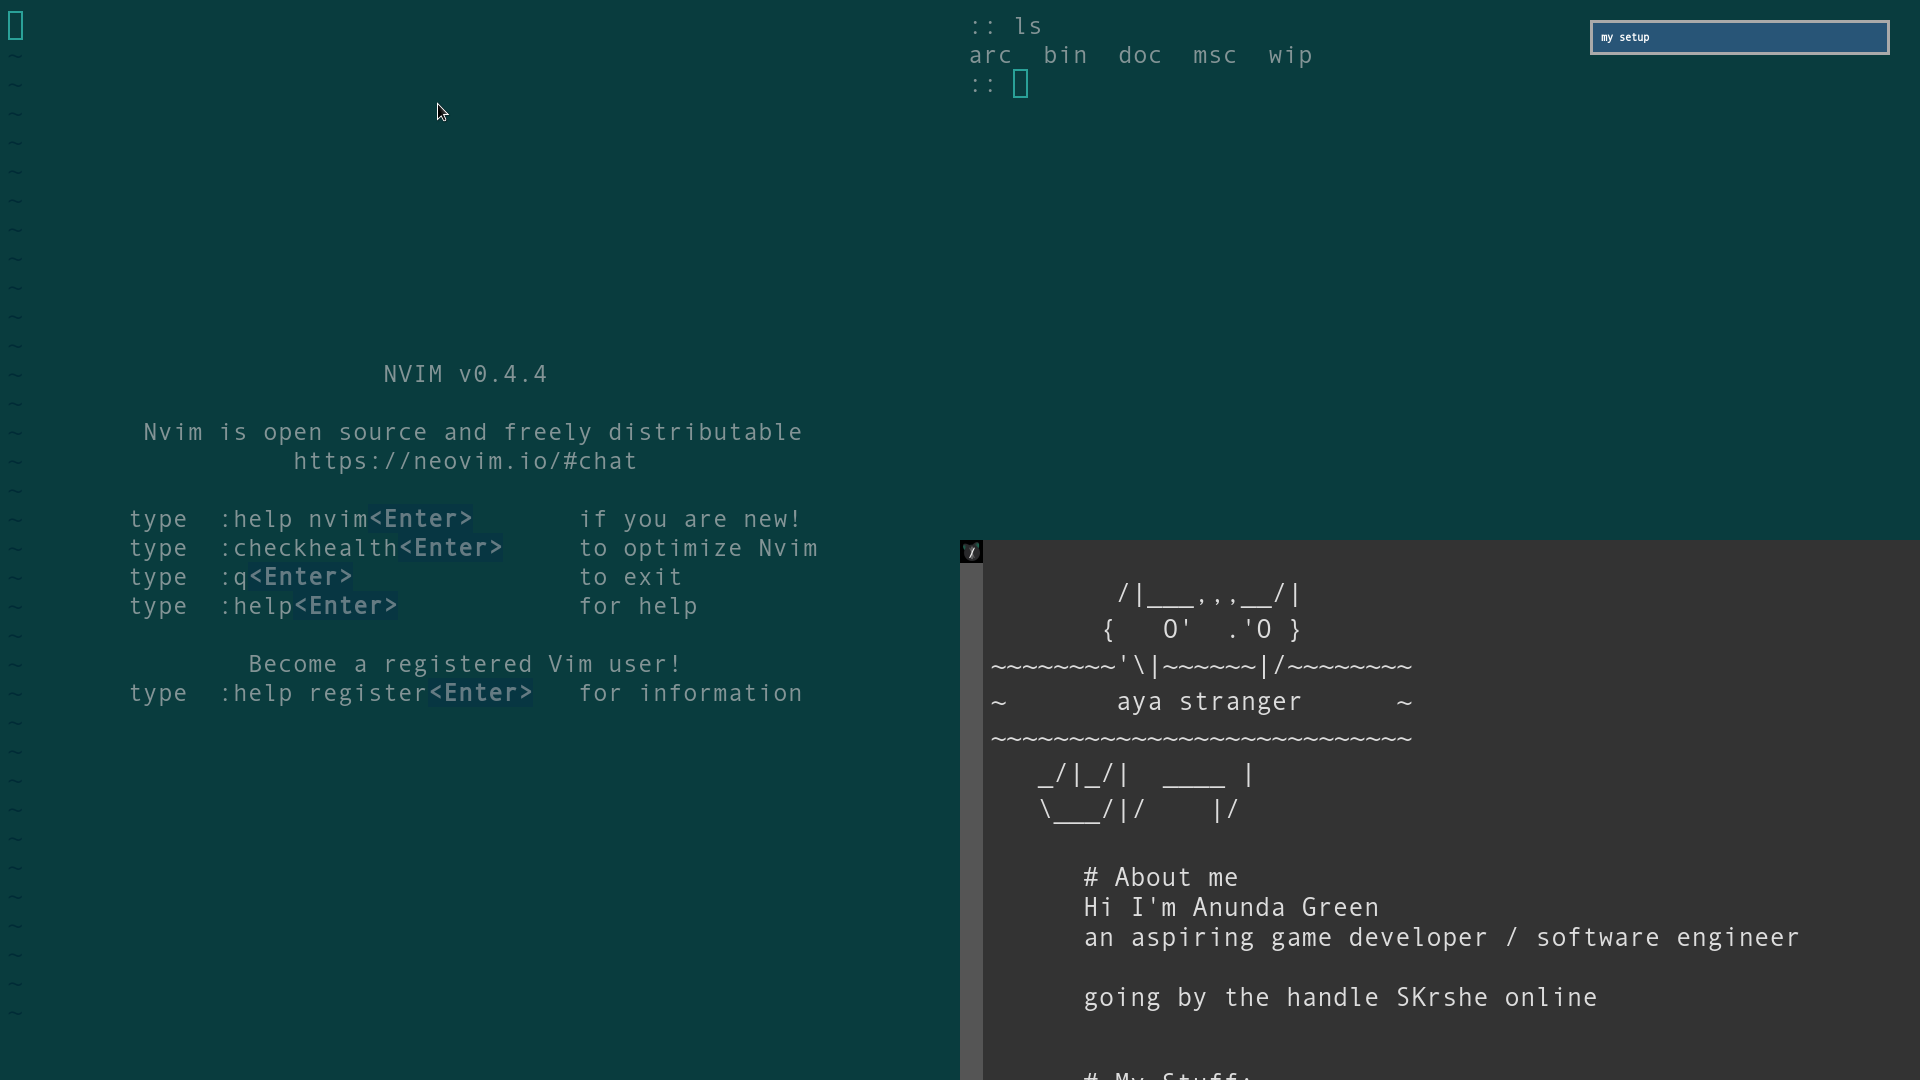 ~
~
~
~
~
~
~
~
~
~
~
NVIM v0.4.4
~
~
Nvim is open source and freely distributable
~
https://neovim.io/#chat
~
~
type  :help nvim<Enter>       if you are new!
~
type  :checkhealth<Enter>     to optimize Nvim
~
type  :q<Enter>               to exit
~
type  :help<Enter>            for help
~
~
Become a registered Vim user!
~
type  :help register<Enter>   for information
~
~
~
~
~
~
~
~
~
~
~
:: ls
arc  bin  doc  msc  wip
::
my setup
        /|___,,,__/|
       {   O'  .'O }
~~~~~~~~'\|~~~~~~|/~~~~~~~~
~       aya stranger      ~
~~~~~~~~~~~~~~~~~~~~~~~~~~~
   _/|_/|  ____ |
   \___/|/    |/
# About me
Hi I'm Anunda Green
an aspiring game developer / software engineer
going by the handle SKrshe online
# My Stuff: